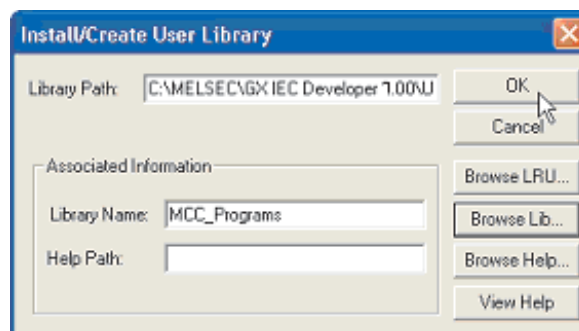 Install/Create User Library
Library Path: C:\MELSEC\GX IEC Developer 7.00\U
OK
Cancel
Associated Information
Library Name: MCC_Programs
Help Path:
Browse LRU...
Browse Lib...
Browse Help...
View Help